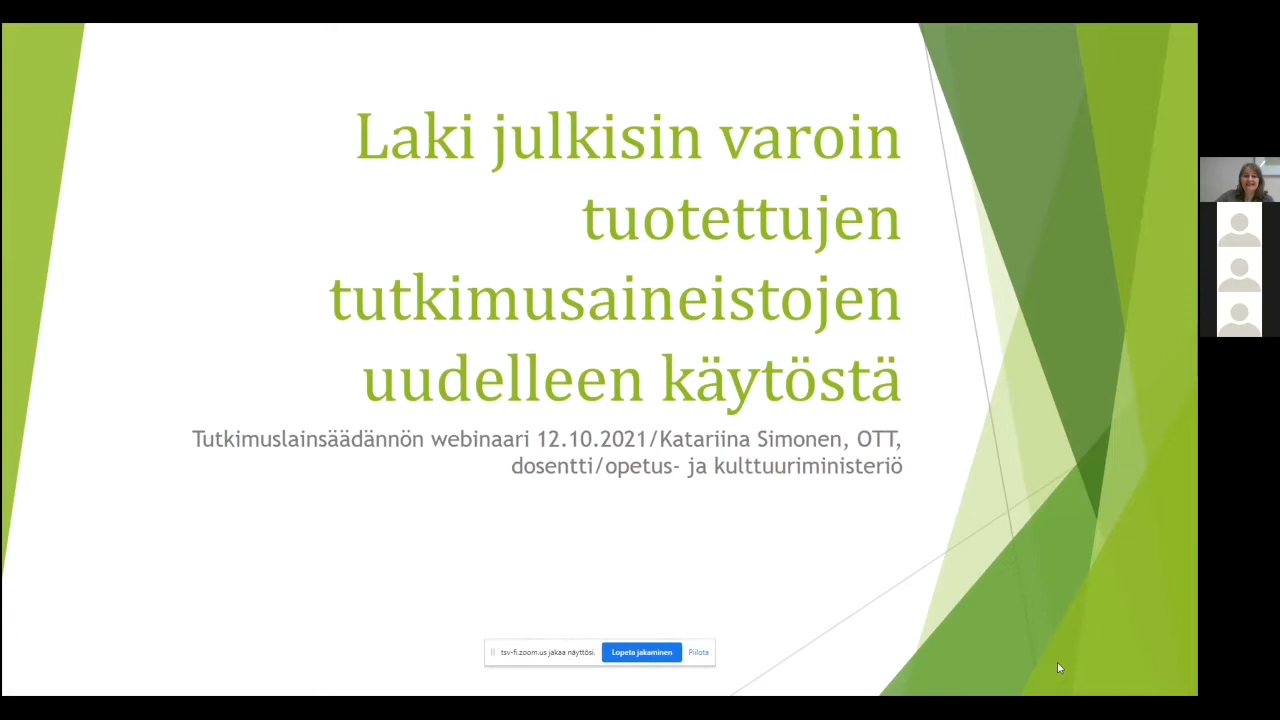 Laki julkisin varoin
tuotettujen
tutkimusaineistojen
uudelleen käytöstä
Tutkimuslainsäädännön webinaari 12.10.2021/Katariina Simonen, OTT,
dosentti/opetus- ja kulttuuriministeriö
tsv-fi.zoom.us jakaa näyttösi. Lopeta jakaminen Piilota